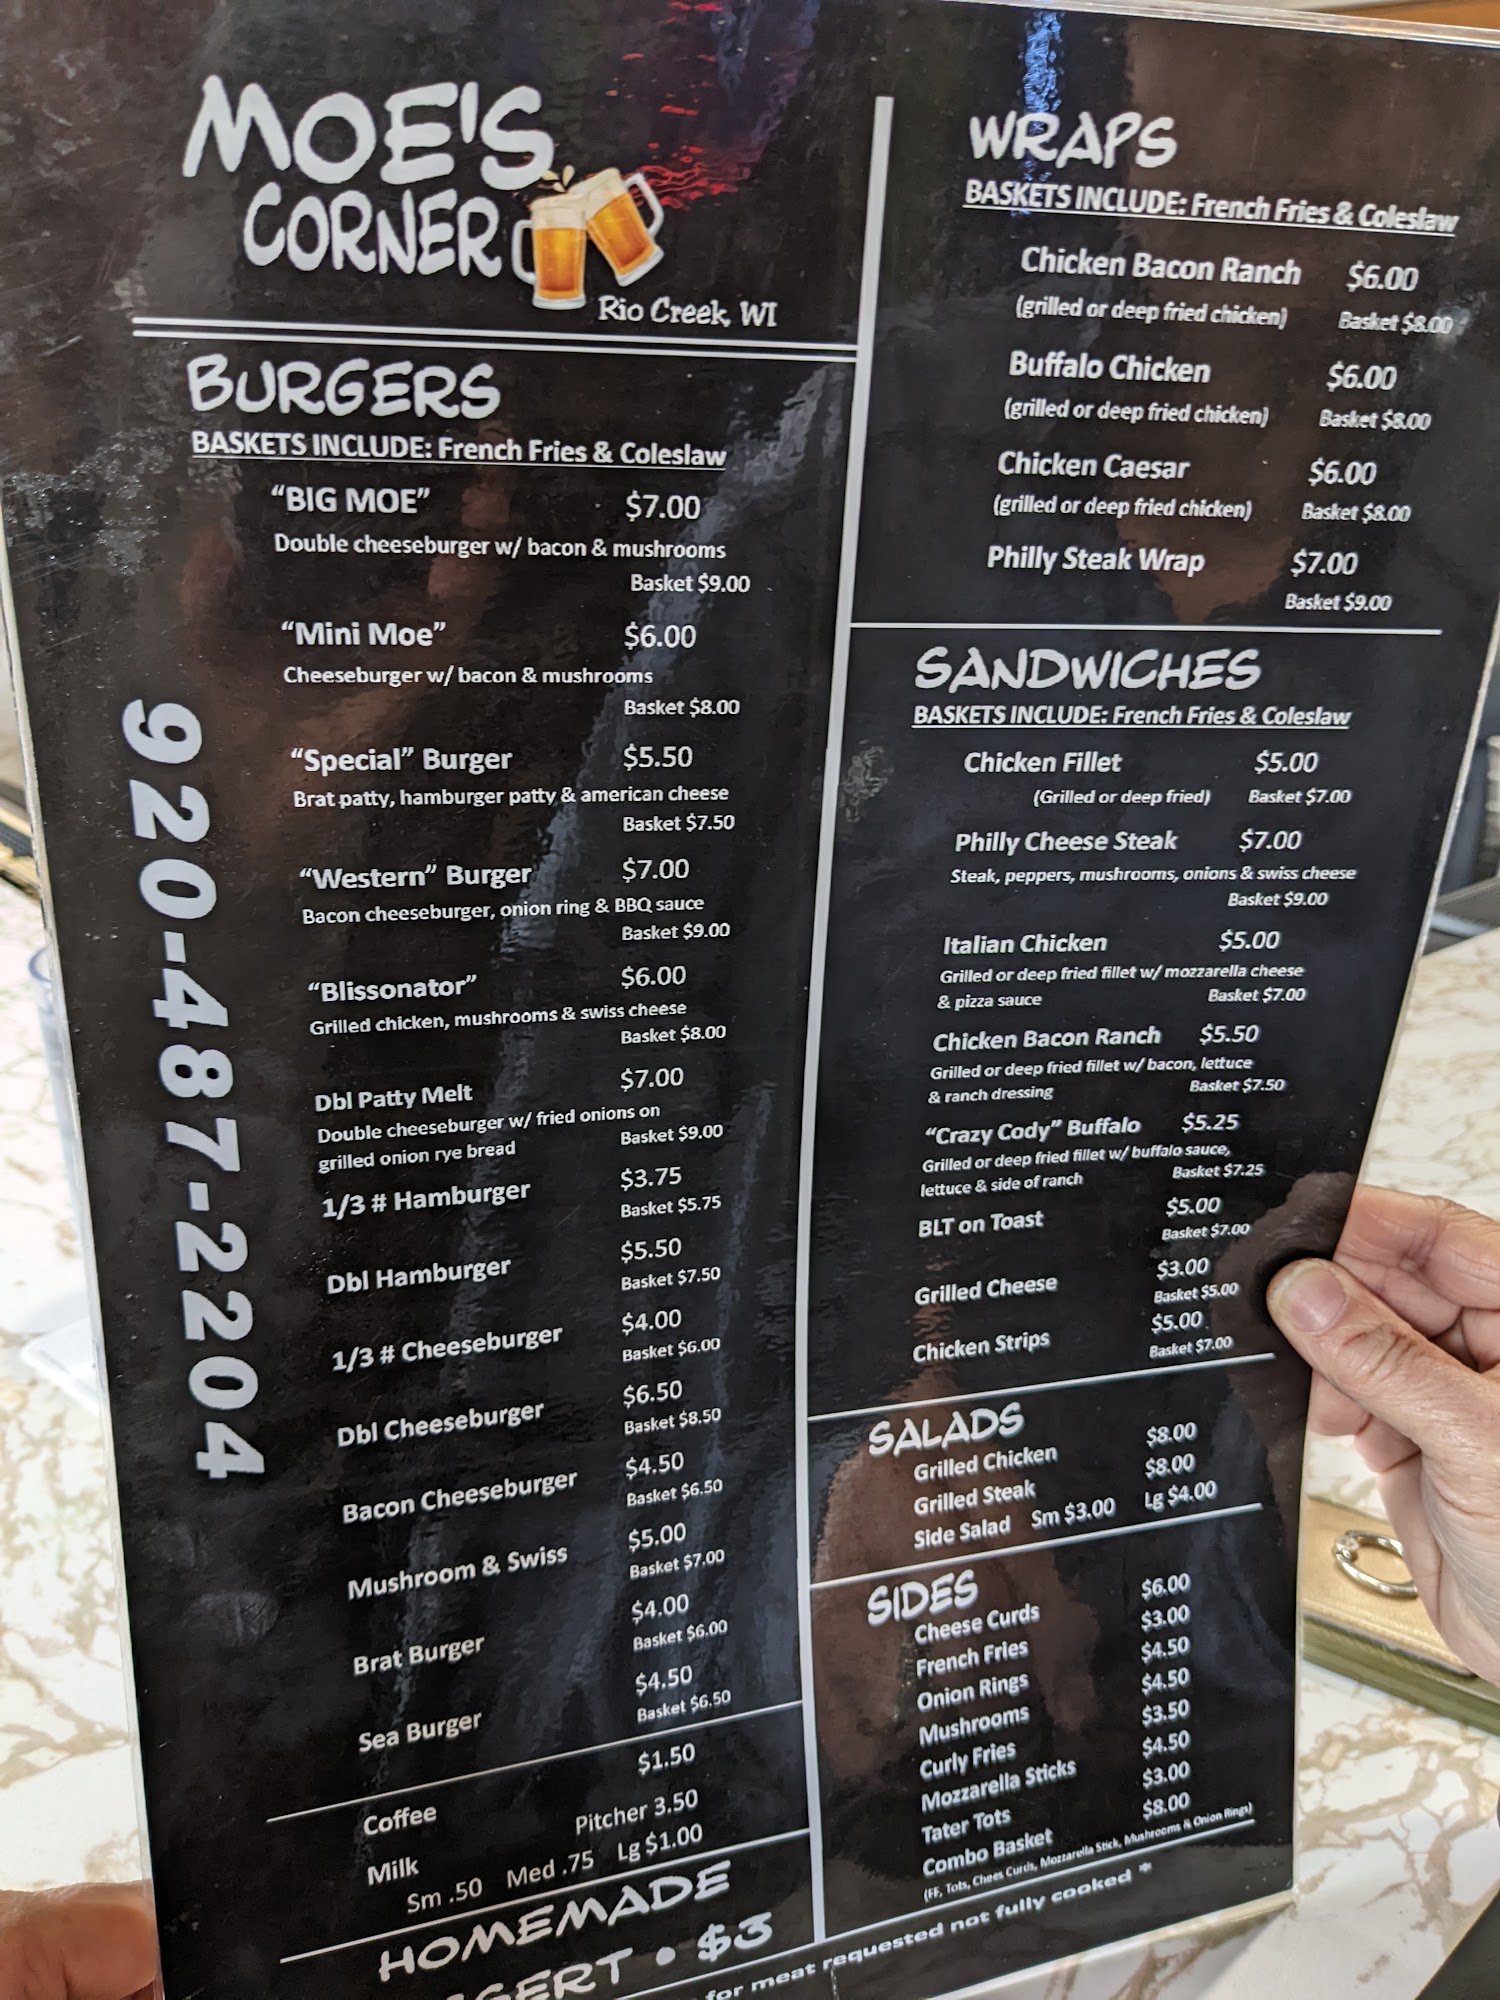 MOE'S
CORNER
Rio Creek, WI
920-487-2204
BURGERS
BASKETS INCLUDE: French Fries & Coleslaw
"BIG MOE" $7.00
Double cheeseburger w/ bacon & mushrooms
Basket $9.00
"Mini Moe" $6.00
Cheeseburger w/ bacon & mushrooms
Basket $8.00
"Special" Burger $5.50
Brat patty, hamburger patty & american cheese
Basket $7.50
"Western" Burger $7.00
Bacon cheeseburger, onion ring & BBQ sauce
Basket $9.00
"Blissonator" $6.00
Grilled chicken, mushrooms & swiss cheese
Basket $8.00
Dbl Patty Melt $7.00
Double cheeseburger w/ fried onions on
grilled onion rye bread Basket $9.00
1/3 # Hamburger $3.75
Basket $5.75
Dbl Hamburger $5.50
Basket $7.50
1/3 # Cheeseburger $4.00
Basket $6.00
Dbl Cheeseburger $6.50
Basket $8.50
Bacon Cheeseburger $4.50
Basket $6.50
Mushroom & Swiss $5.00
Basket $7.00
Brat Burger $4.00
Basket $6.00
Sea Burger $4.50
Basket $6.50
Coffee $1.50
Milk Pitcher 3.50
Sm .50 Med .75 Lg $1.00
HOMEMADE
SERT • $3
WRAPS
BASKETS INCLUDE: French Fries & Coleslaw
Chicken Bacon Ranch $6.00
(grilled or deep fried chicken) Basket $8.00
Buffalo Chicken $6.00
(grilled or deep fried chicken) Basket $8.00
Chicken Caesar $6.00
(grilled or deep fried chicken) Basket $8.00
Philly Steak Wrap $7.00
Basket $9.00
SANDWICHES
BASKETS INCLUDE: French Fries & Coleslaw
Chicken Fillet $5.00
(Grilled or deep fried) Basket $7.00
Philly Cheese Steak $7.00
Steak, peppers, mushrooms, onions & swiss cheese
Basket $9.00
Italian Chicken $5.00
Grilled or deep fried fillet w/ mozzarella cheese
& pizza sauce Basket $7.00
Chicken Bacon Ranch $5.50
Grilled or deep fried fillet w/ bacon, lettuce
& ranch dressing Basket $7.50
"Crazy Cody" Buffalo $5.25
Grilled or deep fried fillet w/ buffalo sauce,
lettuce & side of ranch Basket $7.25
BLT on Toast $5.00
Basket $7.00
Grilled Cheese $3.00
Basket $5.00
Chicken Strips $5.00
Basket $7.00
SALADS
Grilled Chicken $8.00
Grilled Steak $8.00
Side Salad Sm $3.00 Lg $4.00
SIDES
Cheese Curds $6.00
French Fries $3.00
Onion Rings $4.50
Mushrooms $4.50
Curly Fries $3.50
Mozzarella Sticks $4.50
Tater Tots $3.00
Combo Basket $8.00
(FF, Tots, Chees Curds, Mozzarella Stick, Mushrooms & Onion Rings)
for meat requested not fully cooked *